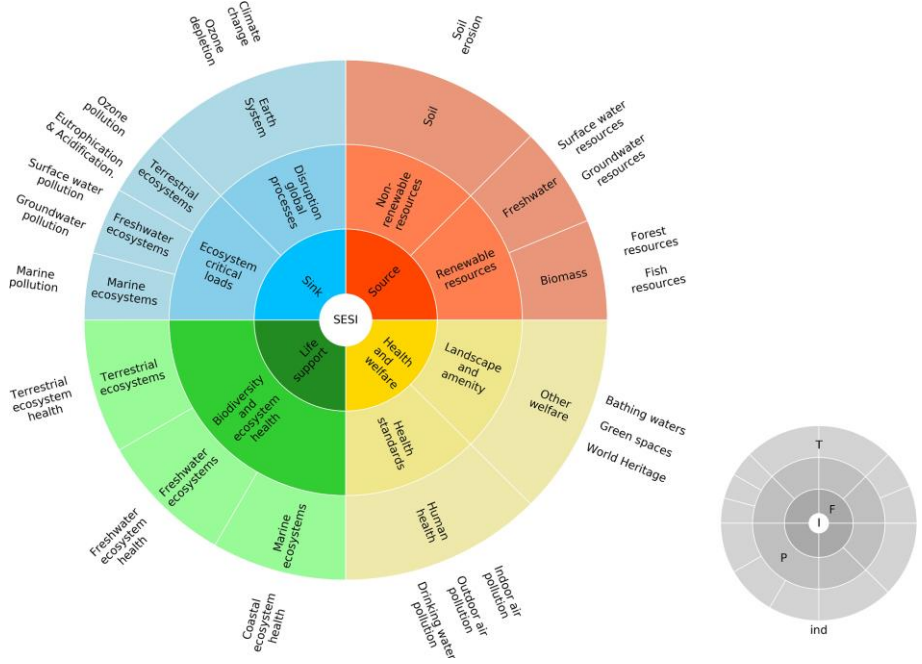 Climate
change
Ozone
depletion
Soil
erosion
Ozone
pollution
Eutrophication
& Acidification.
Surface water
pollution
Groundwater
pollution
Marine
pollution
Earth
System
Soil
Surface water
resources
Groundwater
resources
Forest
resources
Fish
resources
Terrestrial
ecosystems
Freshwater
ecosystems
Marine
ecosystems
Disruption
global
processes
Ecosystem
critical
loads
Non-
renewable
resources
Renewable
resources
Freshwater
Biomass
Sink
Source
SESI
Life
support
Health
and
welfare
Terrestrial
ecosystems
Biodiversity
and
ecosystem
health
Landscape
and
amenity
Other
welfare
Health
standards
Freshwater
ecosystems
Marine
ecosystems
Human
health
Terrestrial
ecosystem
health
Freshwater
ecosystem
health
Coastal
ecosystem
health
Bathing waters
Green spaces
World Heritage
Indoor air
pollution
Outdoor air
pollution
Drinking water
pollution
T
F
I
P
ind